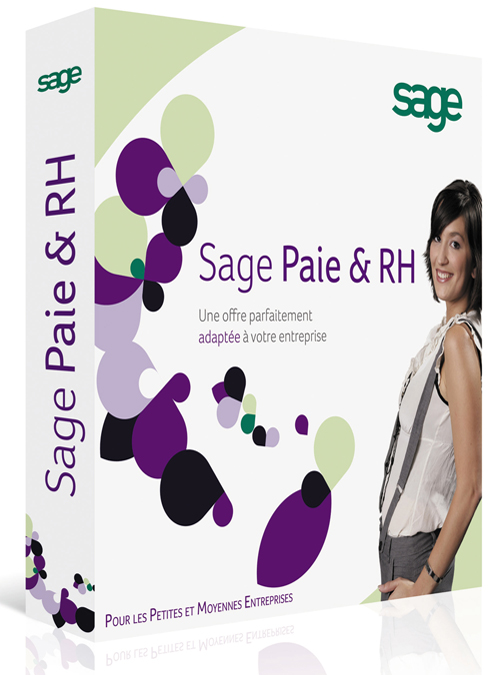 sage
Sage Paie & RH
sage
Sage Paie & RH
Une offre parfaitement
adaptée à votre entreprise
POUR LES PETITES ET MOYENNES ENTREPRISES